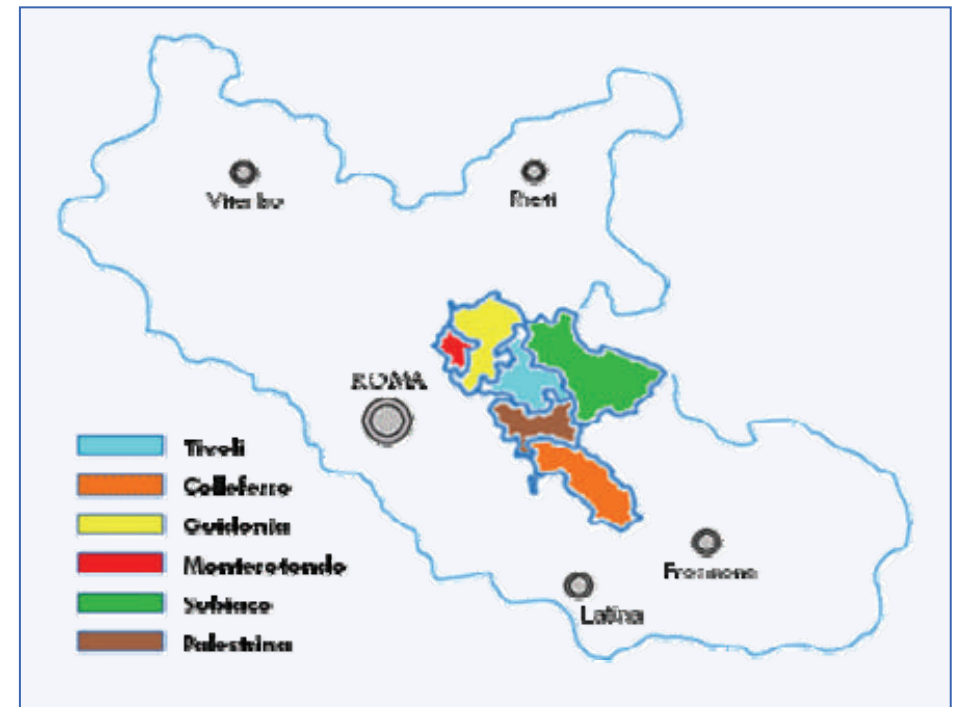 Viterbo
Rieti
ROMA
Tivoli
Colleferro
Guidonia
Monterotondo
Subiaco
Palestrina
Frosinone
Latina